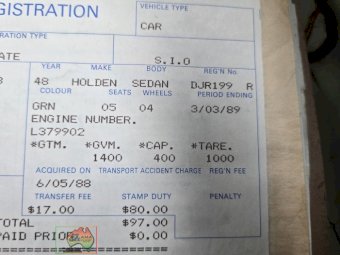 GISTRATION
VEHICLE TYPE
CAR
RATION TYPE
ATE
S.I.O
YEAR MAKE BODY REG'N No.
48 HOLDEN SEDAN DJR199 R
COLOUR SEATS WHEELS PERIOD ENDING
GRN 05 04 3/03/89
ENGINE NUMBER.
L379902
*GTM. *GVM. *CAP. *TARE.
1400 400 1000
ACQUIRED ON TRANSPORT ACCIDENT CHARGE REG'N FEE
6/05/88
TRANSFER FEE STAMP DUTY PENALTY
$17.00 $80.00
TOTAL $97.00
PAID PRIOR $0.00